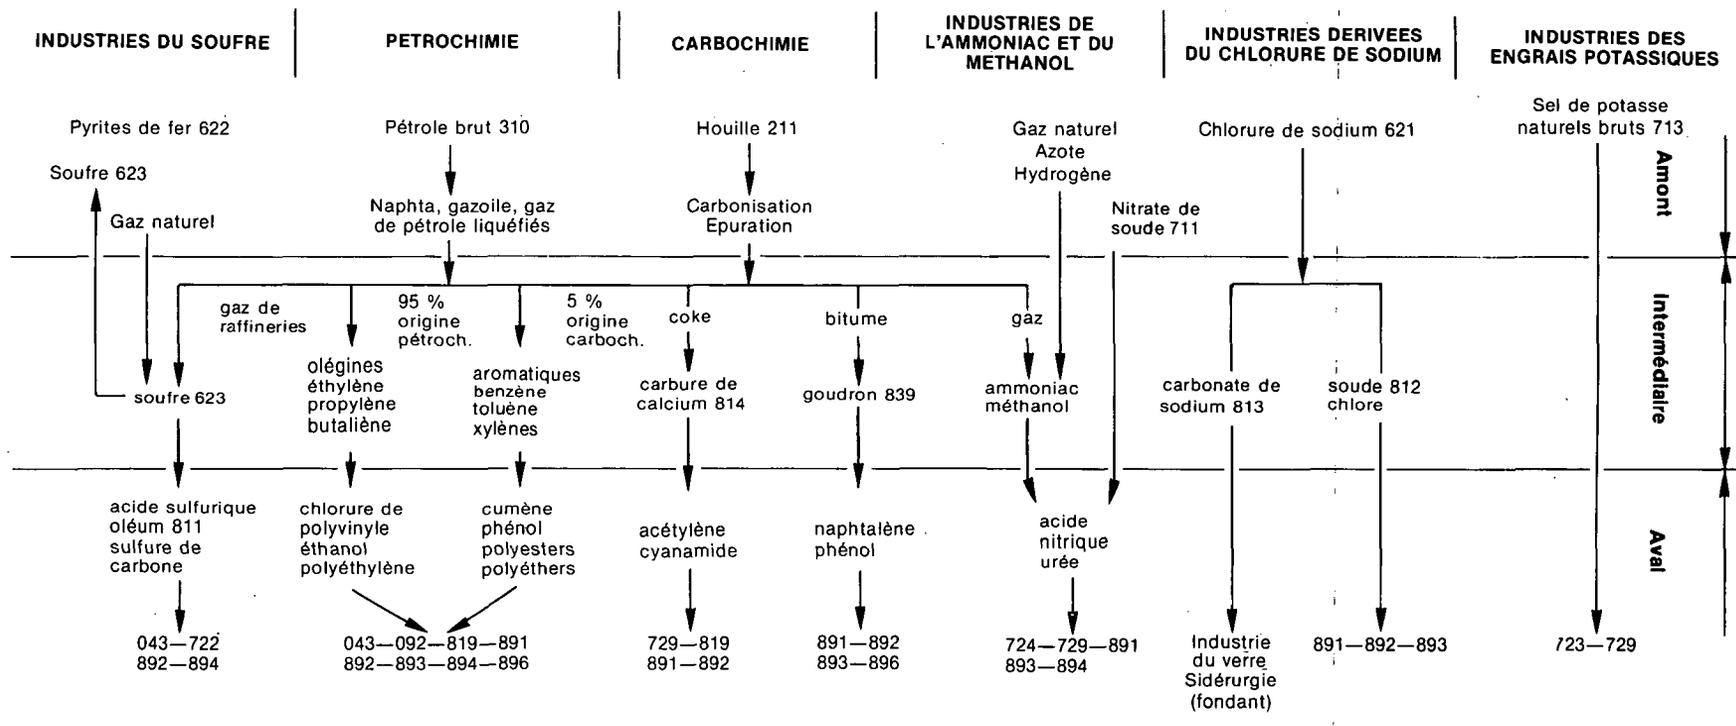 INDUSTRIES DU SOUFRE
PETROCHIMIE
CARBOCHIMIE
INDUSTRIES DE
L'AMMONIAC ET DU
METHANOL
INDUSTRIES DERIVEES
DU CHLORURE DE SODIUM
INDUSTRIES DES
ENGRAIS POTASSIQUES
Pyrites de fer 622
Soufre 623
Gaz naturel
Pétrole brut 310
Naphta, gazoile, gaz
de pétrole liquéfiés
Houille 211
Carbonisation
Epuration
Gaz naturel
Azote
Hydrogène
Nitrate de
soude 711
Chlorure de sodium 621
Sel de potasse
naturels bruts 713
Amont
gaz de
raffineries
95 %
origine
pétroch.
5 %
origine
carboch.
coke
bitume
gaz
soufre 623
olégines
éthylène
propylène
butaliène
aromatiques
benzène
toluène
xylènes
carbure de
calcium 814
goudron 839
ammoniac
méthanol
carbonate de
sodium 813
soude 812
chlore
Intermédiaire
acide sulfurique
oléum 811
sulfure de
carbone
chlorure de
polyvinyle
éthanol
polyéthylène
cumène
phénol
polyesters
polyéthers
acétylène
cyanamide
naphtalène
phénol
acide
nitrique
urée
Aval
043—722
892—894
043—092—819—891
892—893—894—896
729—819
891—892
891—892
893—896
724—729—891
893—894
Industrie
du verre
Sidérurgie
(fondant)
891—892—893
723—729